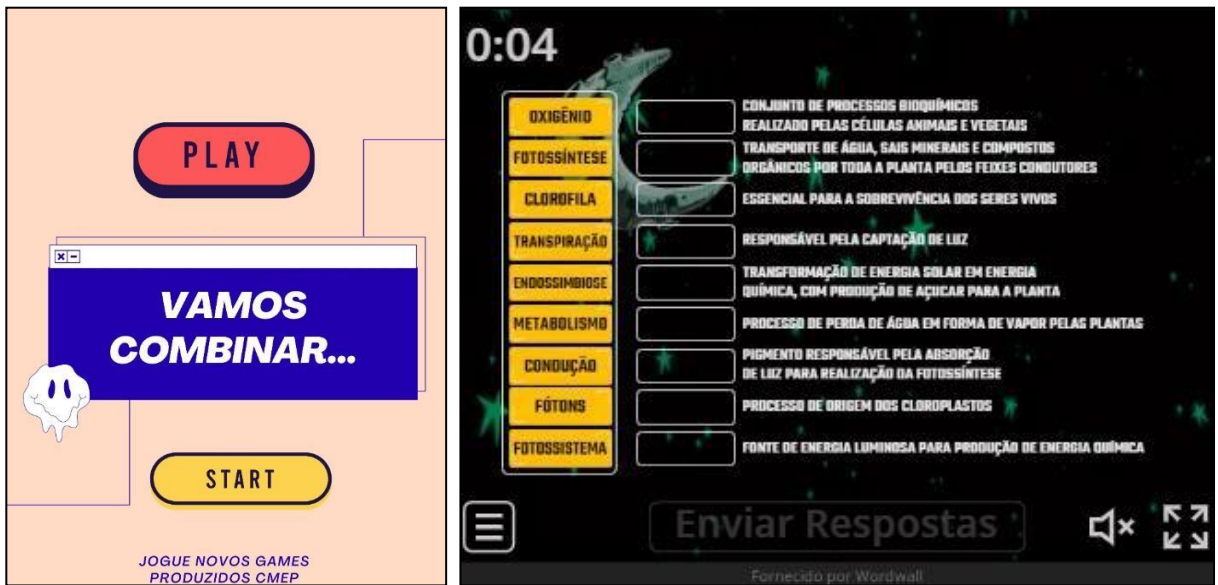 PLAY
VAMOS
COMBINAR...
START
JOGUE NOVOS GAMES
PRODUZIDOS CMEP
0:04
OXIGÊNIO
FOTOSSÍNTESE
CLOROFILA
TRANSPIRAÇÃO
ENDOSSIMBIOSE
METABOLISMO
CONDUÇÃO
FÓTONS
FOTOSSISTEMA
CONJUNTO DE PROCESSOS BIOQUÍMICOS
REALIZADO PELAS CÉLULAS ANIMAIS E VEGETAIS
TRANSPORTE DE ÁGUA, SAIS MINERAIS E COMPOSTOS
ORGÂNICOS POR TODA A PLANTA PELOS FEIXES CONDUTORES
ESSENCIAL PARA A SOBREVIVÊNCIA DOS SERES VIVOS
RESPONSÁVEL PELA CAPTAÇÃO DE LUZ
TRANSFORMAÇÃO DE ENERGIA SOLAR EM ENERGIA
QUÍMICA, COM PRODUÇÃO DE AÇUCAR PARA A PLANTA
PROCESSO DE PERDA DE ÁGUA EM FORMA DE VAPOR PELAS PLANTAS
PIGMENTO RESPONSÁVEL PELA ABSORÇÃO
DE LUZ PARA REALIZAÇÃO DA FOTOSSÍNTESE
PROCESSO DE ORIGEM DOS CLOROPLASTOS
FONTE DE ENERGIA LUMINOSA PARA PRODUÇÃO DE ENERGIA QUÍMICA
Enviar Respostas
Fornecido por Wordwall